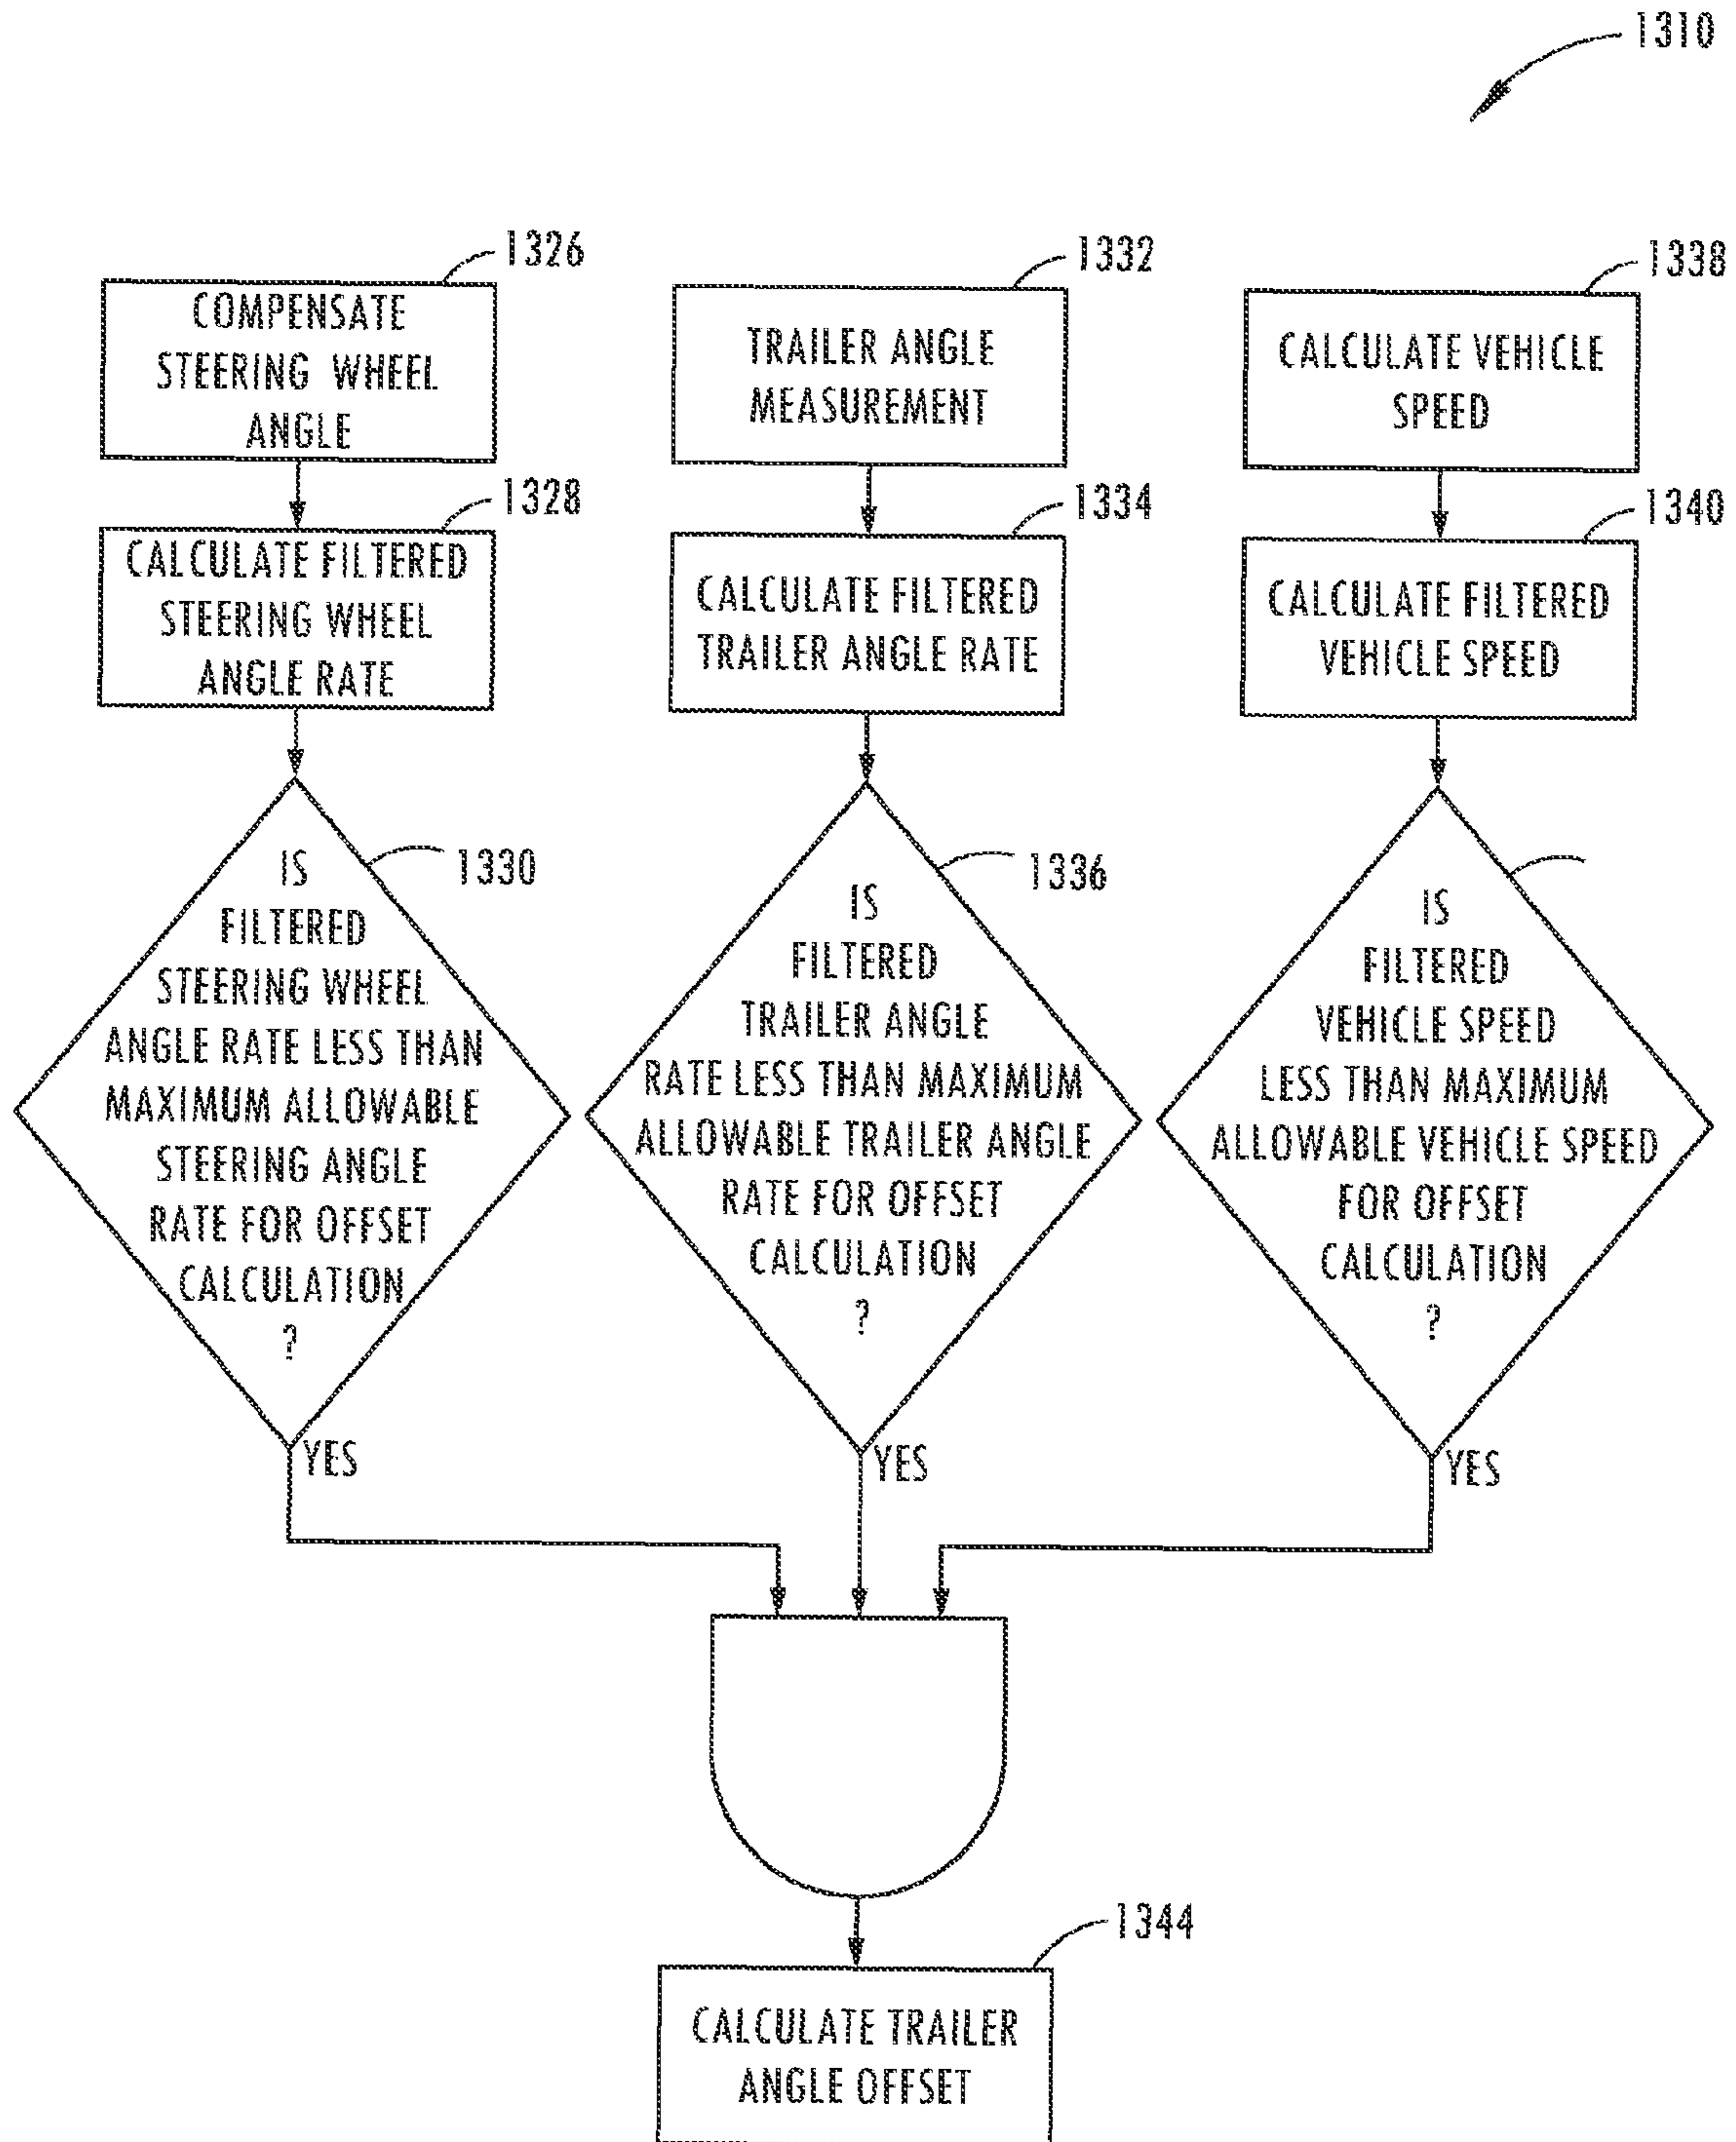 1310
1326
COMPENSATE
STEERING WHEEL
ANGLE
1328
CALCULATE FILTERED
STEERING WHEEL
ANGLE RATE
1330
IS
FILTERED
STEERING WHEEL
ANGLE RATE LESS THAN
MAXIMUM ALLOWABLE
STEERING ANGLE
RATE FOR OFFSET
CALCULATION
?
YES
1332
TRAILER ANGLE
MEASUREMENT
1334
CALCULATE FILTERED
TRAILER ANGLE RATE
1336
IS
FILTERED
TRAILER ANGLE
RATE LESS THAN MAXIMUM
ALLOWABLE TRAILER ANGLE
RATE FOR OFFSET
CALCULATION
?
YES
1338
CALCULATE VEHICLE
SPEED
1340
CALCULATE FILTERED
VEHICLE SPEED
IS
FILTERED
VEHICLE SPEED
LESS THAN MAXIMUM
ALLOWABLE VEHICLE SPEED
FOR OFFSET
CALCULATION
?
YES
1344
CALCULATE TRAILER
ANGLE OFFSET